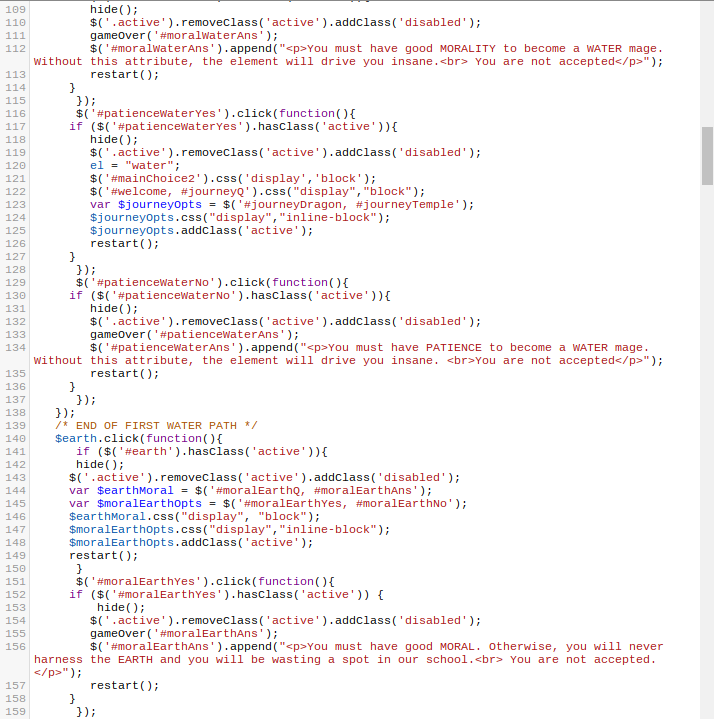 109 hide();
110 $('.active').removeClass('active').addClass('disabled');
111 gameOver('#moralWaterAns');
112 $('#moralWaterAns').append("<p>You must have good MORALITY to become a WATER mage.
Without this attribute, the element will drive you insane.<br> You are not accepted</p>");
113 restart();
114 }
115 });
116 $('#patienceWaterYes').click(function(){
117 if ($('#patienceWaterYes').hasClass('active')){
118 hide();
119 $('.active').removeClass('active').addClass('disabled');
120 el = "water";
121 $('#mainChoice2').css('display','block');
122 $('#welcome, #journeyQ').css("display","block");
123 var $journeyOpts = $('#journeyDragon, #journeyTemple');
124 $journeyOpts.css("display","inline-block");
125 $journeyOpts.addClass('active');
126 restart();
127 }
128 });
129 $('#patienceWaterNo').click(function(){
130 if ($('#patienceWaterNo').hasClass('active')){
131 hide();
132 $('.active').removeClass('active').addClass('disabled');
133 gameOver('#patienceWaterAns');
134 $('#patienceWaterAns').append("<p>You must have PATIENCE to become a WATER mage.
Without this attribute, the element will drive you insane. <br>You are not accepted</p>");
135 restart();
136 }
137 });
138 });
139 /* END OF FIRST WATER PATH */
140 $earth.click(function(){
141 if ($('#earth').hasClass('active')){
142 hide();
143 $('.active').removeClass('active').addClass('disabled');
144 var $earthMoral = $('#moralEarthQ, #moralEarthAns');
145 var $moralEarthOpts = $('#moralEarthYes, #moralEarthNo');
146 $earthMoral.css("display", "block");
147 $moralEarthOpts.css("display","inline-block");
148 $moralEarthOpts.addClass('active');
149 restart();
150 }
151 $('#moralEarthYes').click(function(){
152 if ($('#moralEarthYes').hasClass('active')) {
153 hide();
154 $('.active').removeClass('active').addClass('disabled');
155 gameOver('#moralEarthAns');
156 $('#moralEarthAns').append("<p>You must have good MORAL. Otherwise, you will never
harness the EARTH and you will be wasting a spot in our school.<br> You are not accepted.
</p>");
157 restart();
158 }
159 });